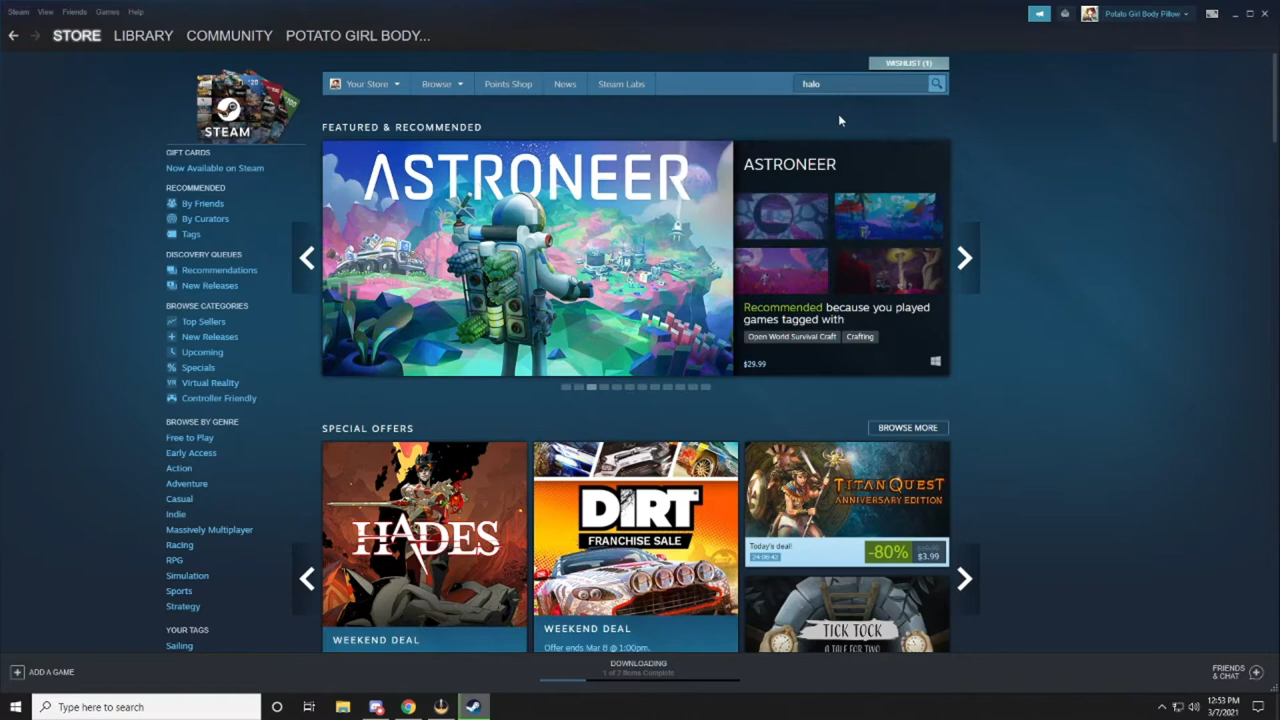 Steam View Friends Games Help
Potato Girl Body Pillow
STORE LIBRARY COMMUNITY POTATO GIRL BODY...
WISHLIST (1)
Your Store Browse Points Shop News Steam Labs
halo
STEAM
GIFT CARDS
Now Available on Steam
RECOMMENDED
By Friends
By Curators
Tags
DISCOVERY QUEUES
Recommendations
New Releases
BROWSE CATEGORIES
Top Sellers
New Releases
Upcoming
Specials
VR Virtual Reality
Controller Friendly
BROWSE BY GENRE
Free to Play
Early Access
Action
Adventure
Casual
Indie
Massively Multiplayer
Racing
RPG
Simulation
Sports
Strategy
YOUR TAGS
Sailing
FEATURED & RECOMMENDED
ASTRONEER
ASTRONEER
Recommended because you played
games tagged with
Open World Survival Craft Crafting
$29.99
SPECIAL OFFERS
BROWSE MORE
HADES
WEEKEND DEAL
DIRT
FRANCHISE SALE
WEEKEND DEAL
Offer ends Mar 8 @ 1:00pm.
TITAN QUEST
ANNIVERSARY EDITION
Today's deal!
-80%
$3.99
TICK TOCK
A TALE FOR TWO
ADD A GAME
DOWNLOADING
1 of 2 Items Complete
FRIENDS
& CHAT
Type here to search
12:53 PM
3/7/2021